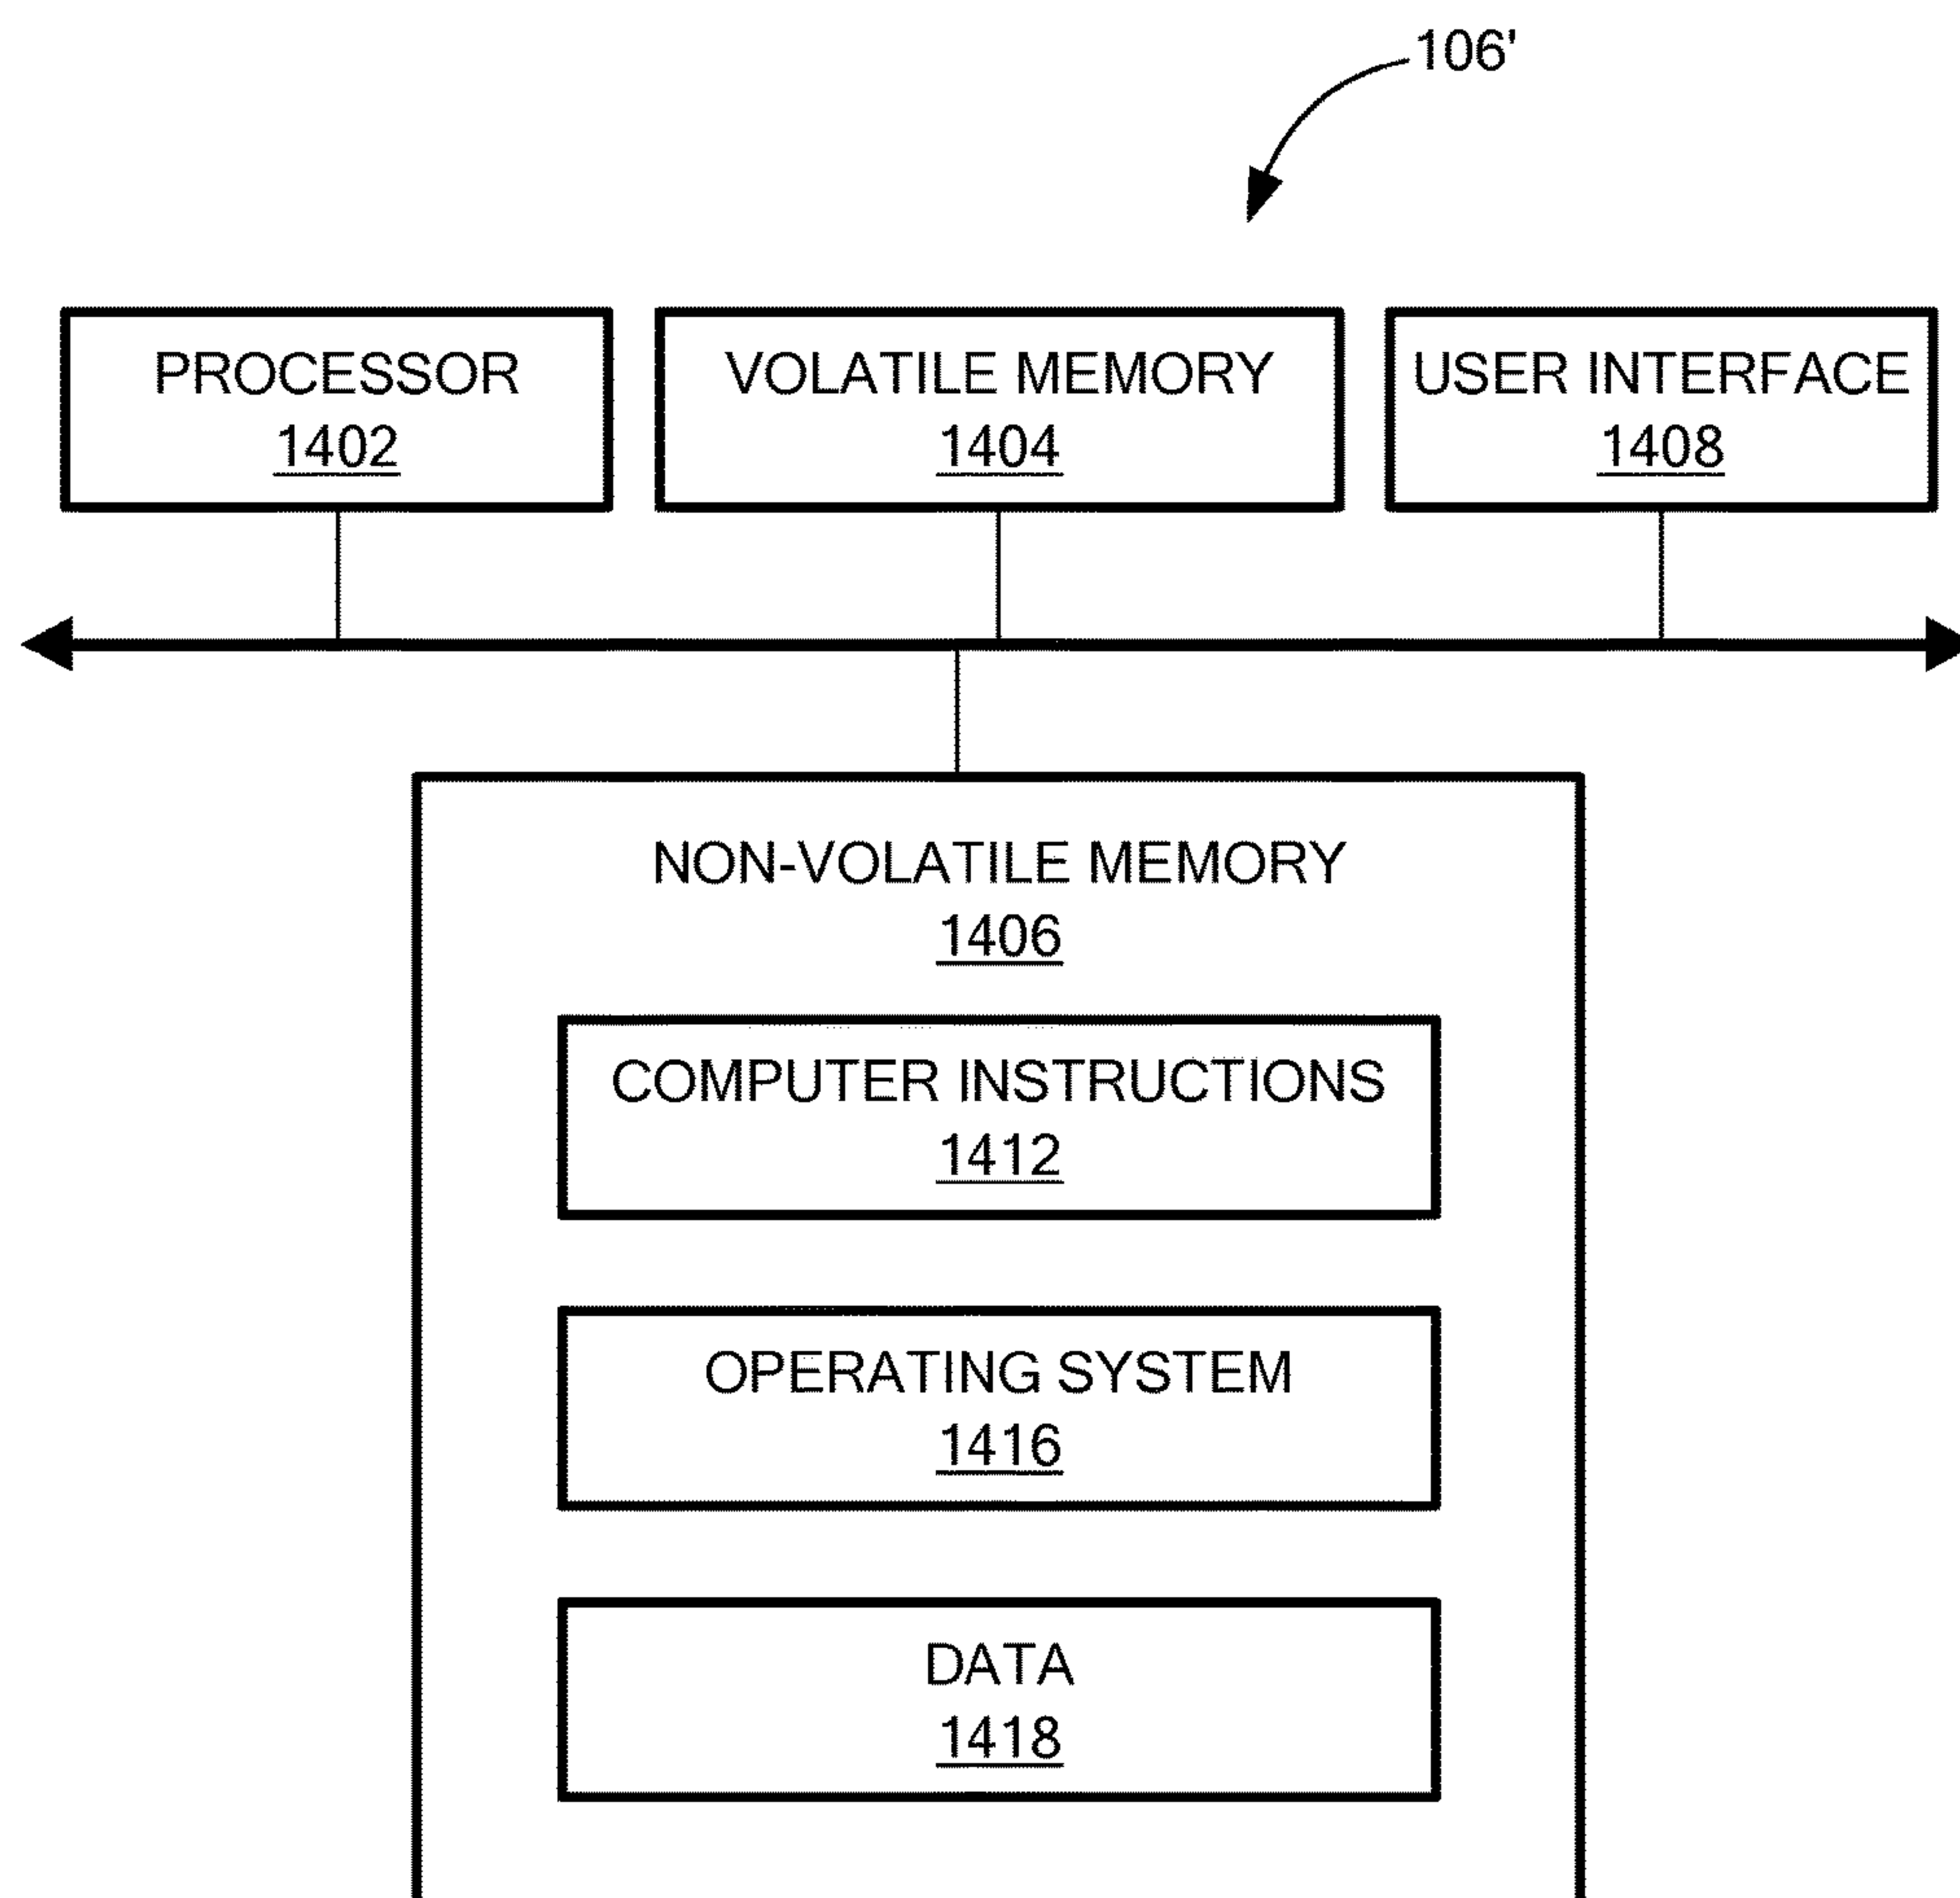 106'
PROCESSOR
1402
VOLATILE MEMORY
1404
USER INTERFACE
1408
NON-VOLATILE MEMORY
1406
COMPUTER INSTRUCTIONS
1412
OPERATING SYSTEM
1416
DATA
1418